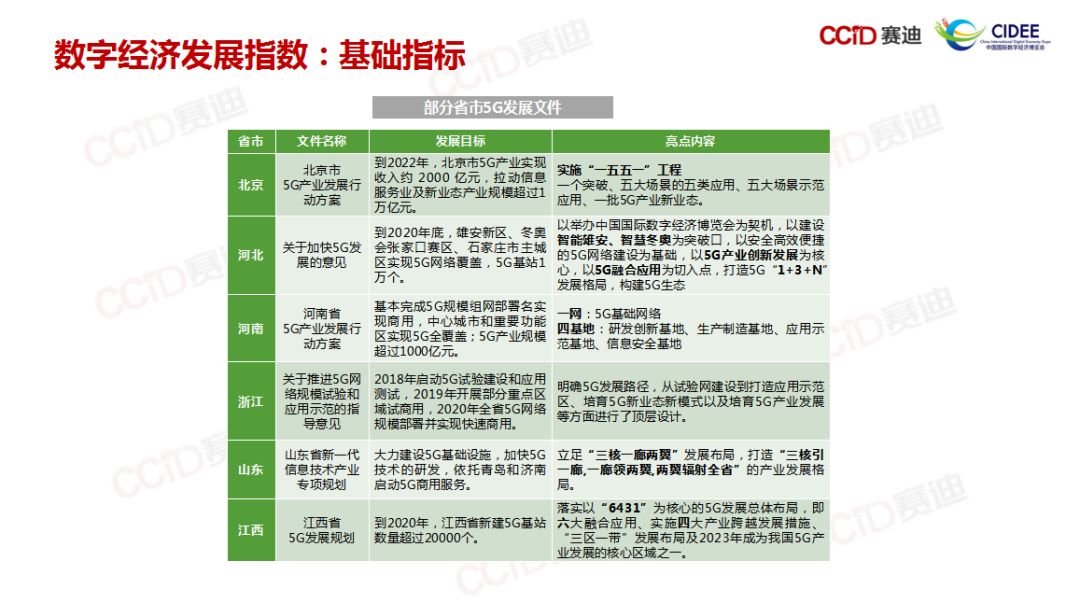 数字经济发展指数：基础指标
CCID赛迪
CIDEE
China International Digital Economy Expo
中国国际数字经济博览会
部分省市5G发展文件
省市
文件名称
发展目标
亮点内容
北京
北京市
5G产业发展行
动方案
到2022年，北京市5G产业实现
收入约 2000 亿元，拉动信息
服务业及新业态产业规模超过1
万亿元。
实施“一五五一”工程
一个突破、五大场景的五类应用、五大场景示范
应用、一批5G产业新业态。
河北
关于加快5G发
展的意见
到2020年底，雄安新区、冬奥
会张家口赛区、石家庄市主城
区实现5G网络覆盖，5G基站1
万个。
以举办中国国际数字经济博览会为契机，以建设
智能雄安、智慧冬奥为突破口，以安全高效便捷
的5G网络建设为基础，以5G产业创新发展为核
心，以5G融合应用为切入点，打造5G“1+3+N”
发展格局，构建5G生态
河南
河南省
5G产业发展行
动方案
基本完成5G规模组网部署名实
现商用，中心城市和重要功能
区实现5G全覆盖；5G产业规模
超过1000亿元。
一网：5G基础网络
四基地：研发创新基地、生产制造基地、应用示
范基地、信息安全基地
浙江
关于推进5G网
络规模试验和
应用示范的指
导意见
2018年启动5G试验建设和应用
测试，2019年开展部分重点区
域试商用，2020年全省5G网络
规模部署并实现快速商用。
明确5G发展路径，从试验网建设到打造应用示范
区、培育5G新业态新模式以及培育5G产业发展
等方面进行了顶层设计。
山东
山东省新一代
信息技术产业
专项规划
大力建设5G基础设施，加快5G
技术的研发，依托青岛和济南
启动5G商用服务。
立足“三核一廊两翼”发展布局，打造“三核引
一廊,一廊领两翼,两翼辐射全省”的产业发展格
局。
江西
江西省
5G发展规划
到2020年，江西省新建5G基站
数量超过20000个。
落实以“6431”为核心的5G发展总体布局，即
六大融合应用、实施四大产业跨越发展措施、
“三区一带”发展布局及2023年成为我国5G产
业发展的核心区域之一。